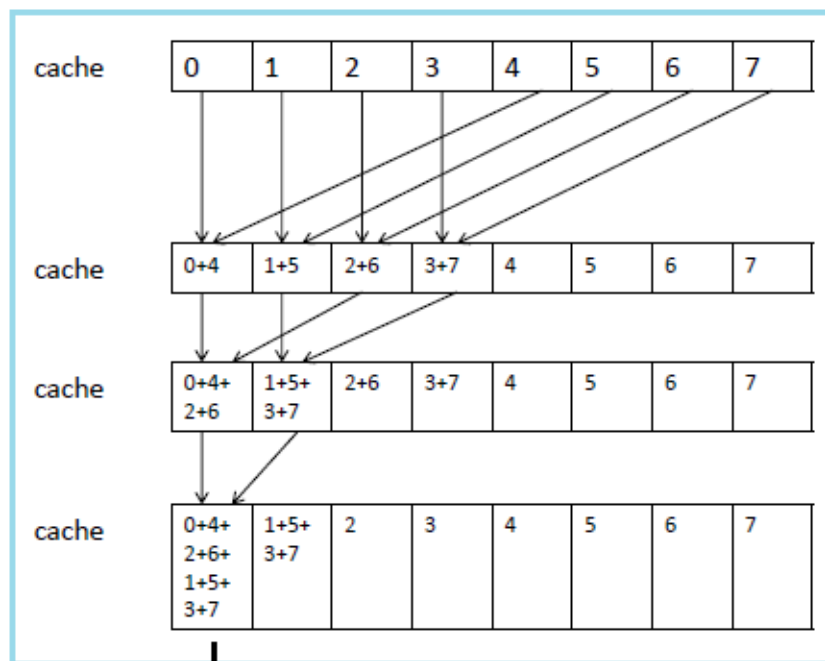 cache 0 1 2 3 4 5 6 7
cache 0+4 1+5 2+6 3+7 4 5 6 7
cache 0+4+ 1+5+ 2+6 3+7 4 5 6 7
2+6 3+7
cache 0+4+ 1+5+ 2 3 4 5 6 7
2+6+ 3+7
1+5+
3+7